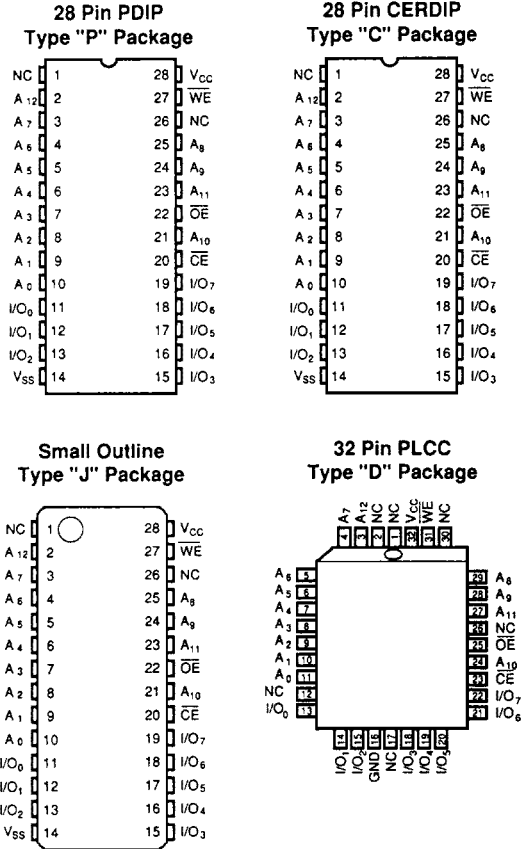 28 Pin PDIP
Type "P" Package
NC 1 28 VCC
A12 2 27 WE
A7 3 26 NC
A6 4 25 A8
A5 5 24 A9
A4 6 23 A11
A3 7 22 OE
A2 8 21 A10
A1 9 20 CE
A0 10 19 I/O7
I/O0 11 18 I/O6
I/O1 12 17 I/O5
I/O2 13 16 I/O4
VSS 14 15 I/O3
28 Pin CERDIP
Type "C" Package
NC 1 28 VCC
A12 2 27 WE
A7 3 26 NC
A6 4 25 A8
A5 5 24 A9
A4 6 23 A11
A3 7 22 OE
A2 8 21 A10
A1 9 20 CE
A0 10 19 I/O7
I/O0 11 18 I/O6
I/O1 12 17 I/O5
I/O2 13 16 I/O4
VSS 14 15 I/O3
Small Outline
Type "J" Package
NC 1 28 VCC
A12 2 27 WE
A7 3 26 NC
A6 4 25 A8
A5 5 24 A9
A4 6 23 A11
A3 7 22 OE
A2 8 21 A10
A1 9 20 CE
A0 10 19 I/O7
I/O0 11 18 I/O6
I/O1 12 17 I/O5
I/O2 13 16 I/O4
VSS 14 15 I/O3
32 Pin PLCC
Type "D" Package
A7 A12 NC NC VCC WE NC
4 3 2 1 32 31 30
A6 5 29 A8
A5 6 28 A9
A4 7 27 A11
A3 8 26 NC
A2 9 25 OE
A1 10 24 A10
A0 11 23 CE
NC 12 22 I/O7
I/O0 13 21 I/O6
14 15 16 17 18 19 20
I/O1 I/O2 GND NC I/O3 I/O4 I/O5